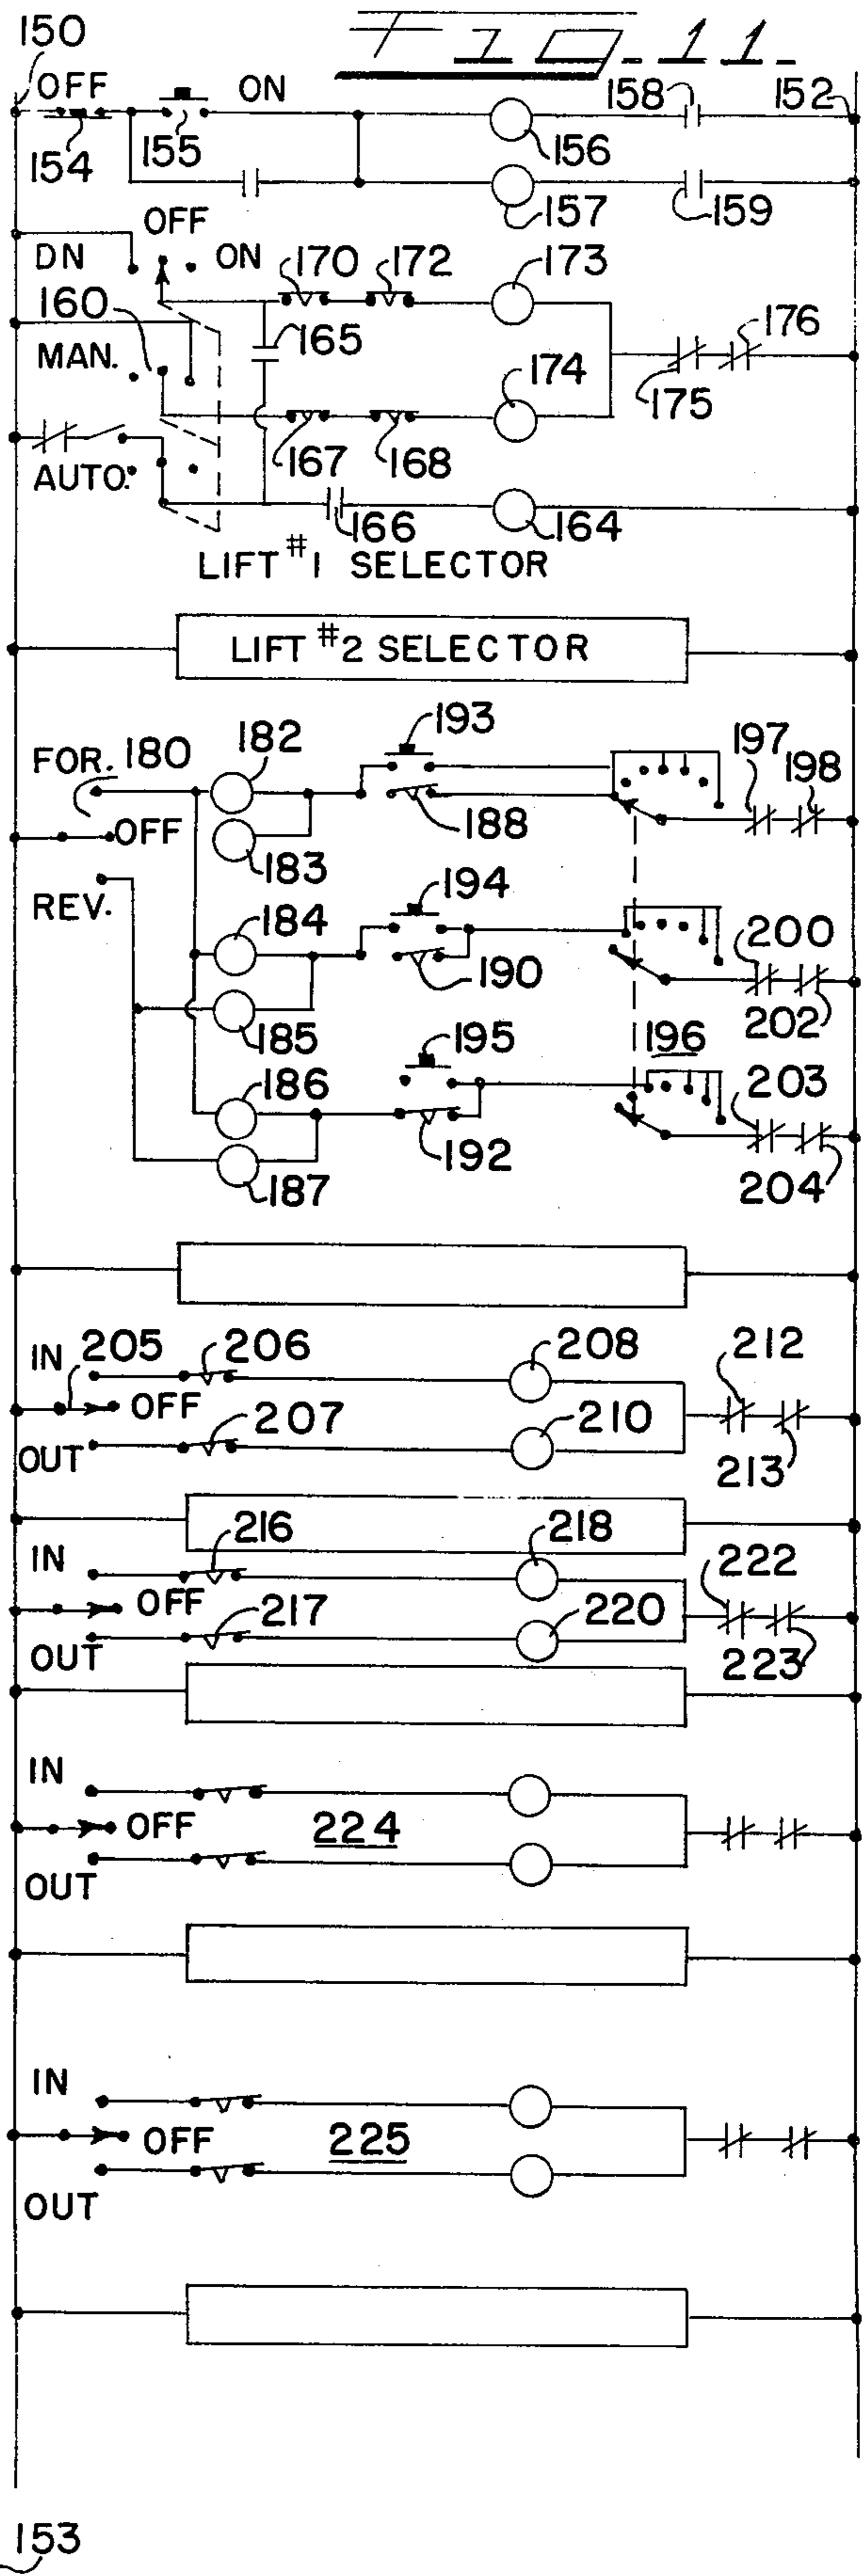 Fig-11-
150
OFF ON 158 152
154 155 156
157 159
OFF
DN ON 170 172 173
160 165 176
MAN. 174 175
167 168
AUTO.
166 164
LIFT #1 SELECTOR
LIFT #2 SELECTOR
193
FOR. 180 182 197 198
OFF 188
183
REV. 194
184 200
190
185 202
195 196
186 203
192
187 204
IN 205 206 208 212
OFF 207 210
OUT 213
216 218
IN 222
OFF 217 220
OUT 223
IN
OFF 224
OUT
IN
OFF 225
OUT
153